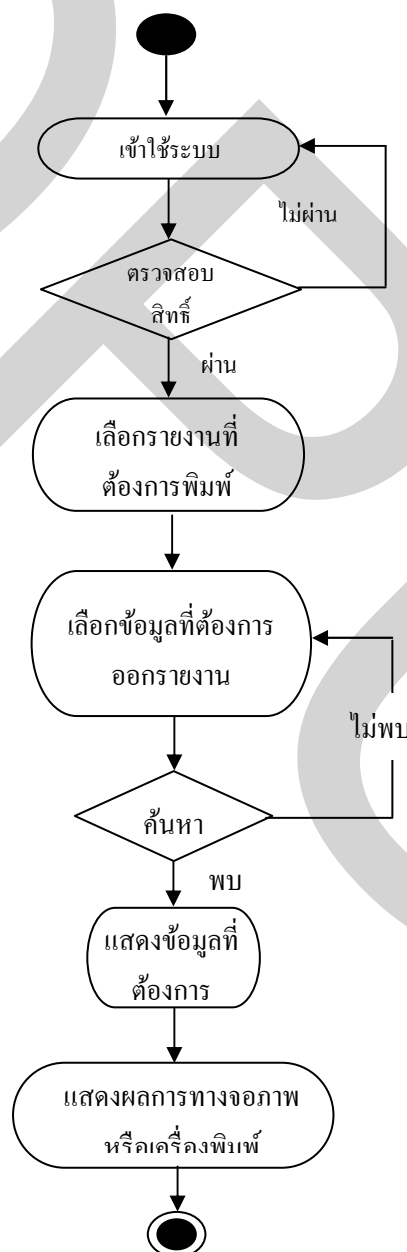 เข้าใช้ระบบ
ไม่ผ่าน
ตรวจสอบ
สิทธิ์
ผ่าน
เลือกรายงานที่
ต้องการพิมพ์
เลือกข้อมูลที่ต้องการ
ออกรายงาน
ไม่พบ
ค้นหา
พบ
แสดงข้อมูลที่
ต้องการ
แสดงผลการทางจอภาพ
หรือเครื่องพิมพ์